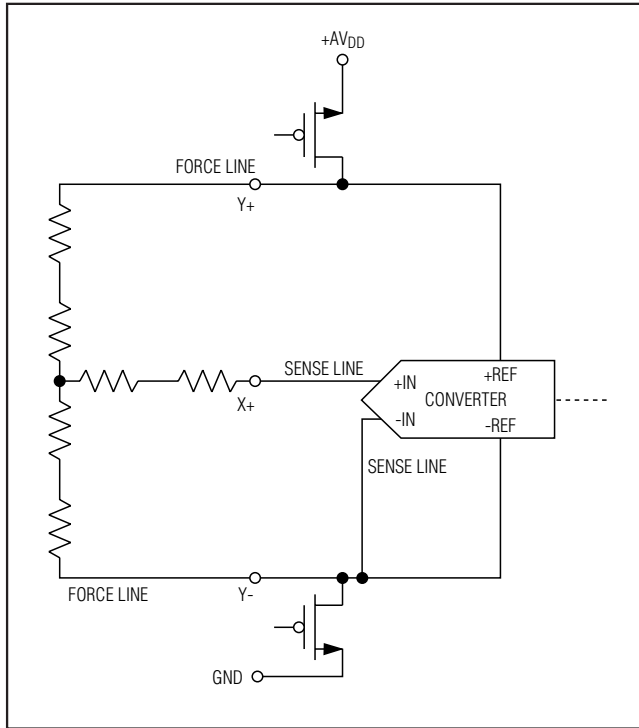 +AVDD
FORCE LINE
Y+
SENSE LINE
X+
+IN
-IN
CONVERTER
+REF
-REF
SENSE LINE
FORCE LINE
Y-
GND